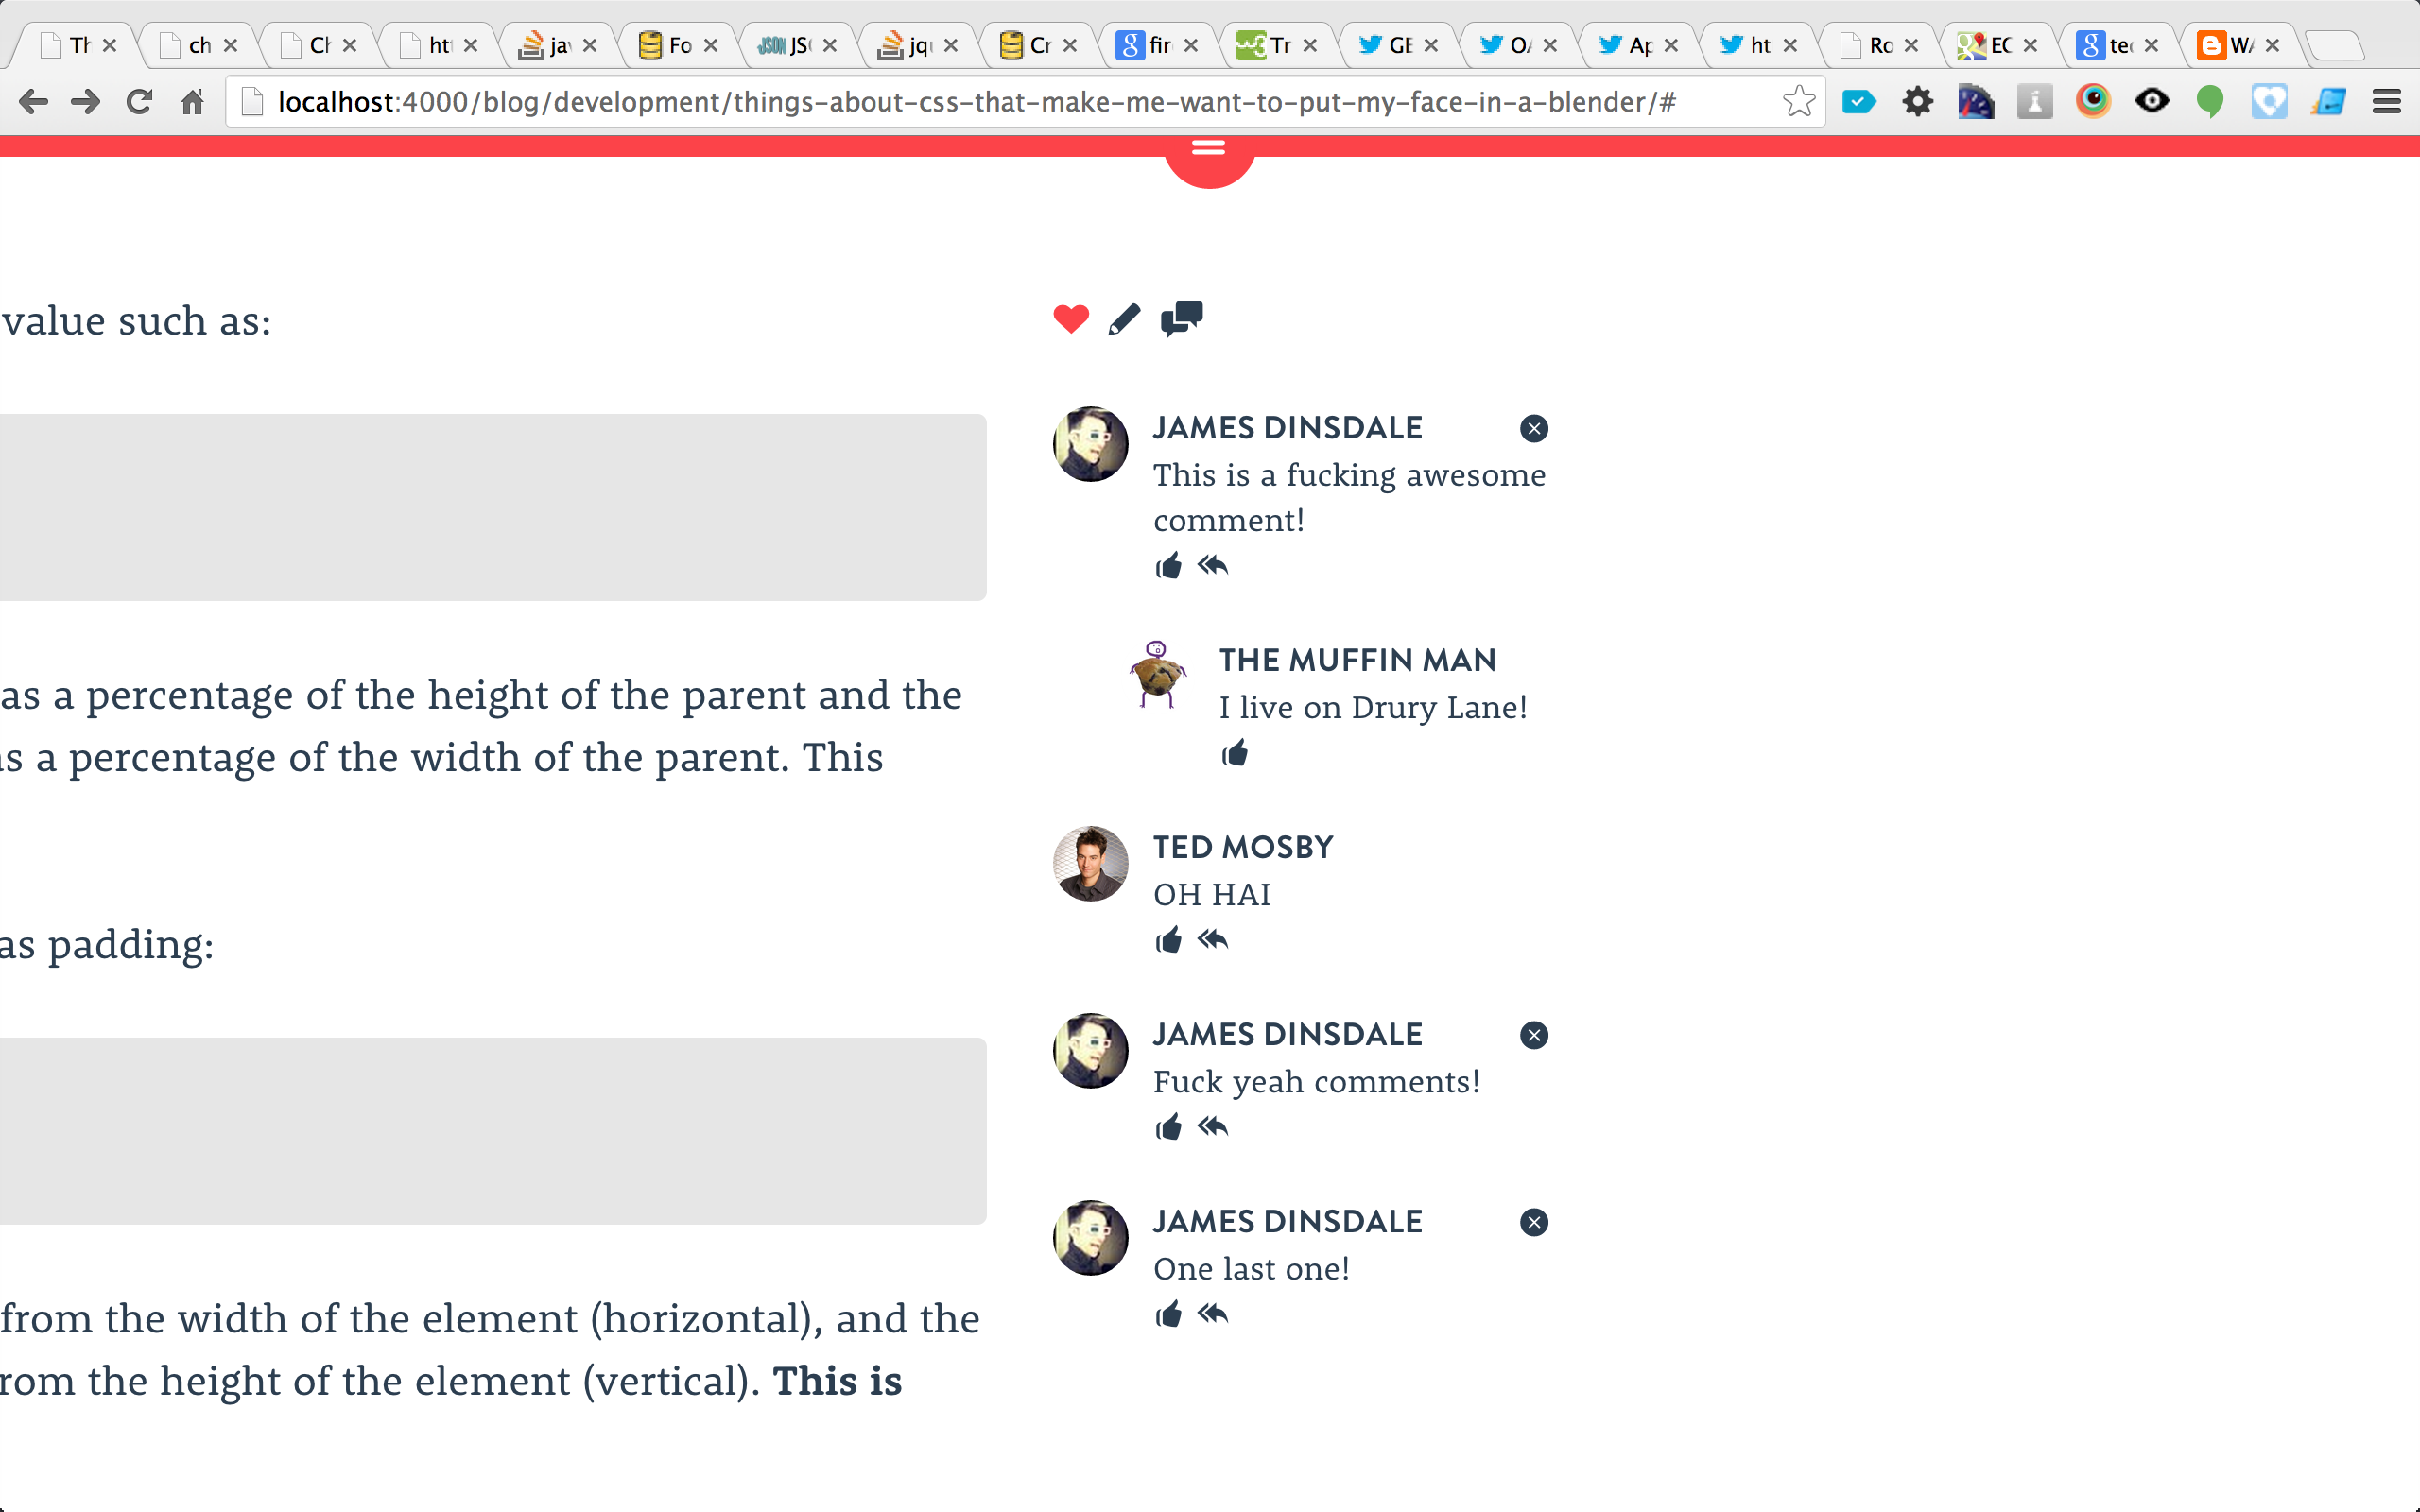 Th
ch
Ch
ht
ja
Fo
JSON JS
jq
Cr
fir
w3 Tr
GE
O
Ap
ht
Ro
EC
te
W
localhost:4000/blog/development/things-about-css-that-make-me-want-to-put-my-face-in-a-blender/#
value such as:
as a percentage of the height of the parent and the
as a percentage of the width of the parent. This
as padding:
from the width of the element (horizontal), and the
rom the height of the element (vertical). This is
JAMES DINSDALE
This is a fucking awesome
comment!
THE MUFFIN MAN
I live on Drury Lane!
TED MOSBY
OH HAI
JAMES DINSDALE
Fuck yeah comments!
JAMES DINSDALE
One last one!